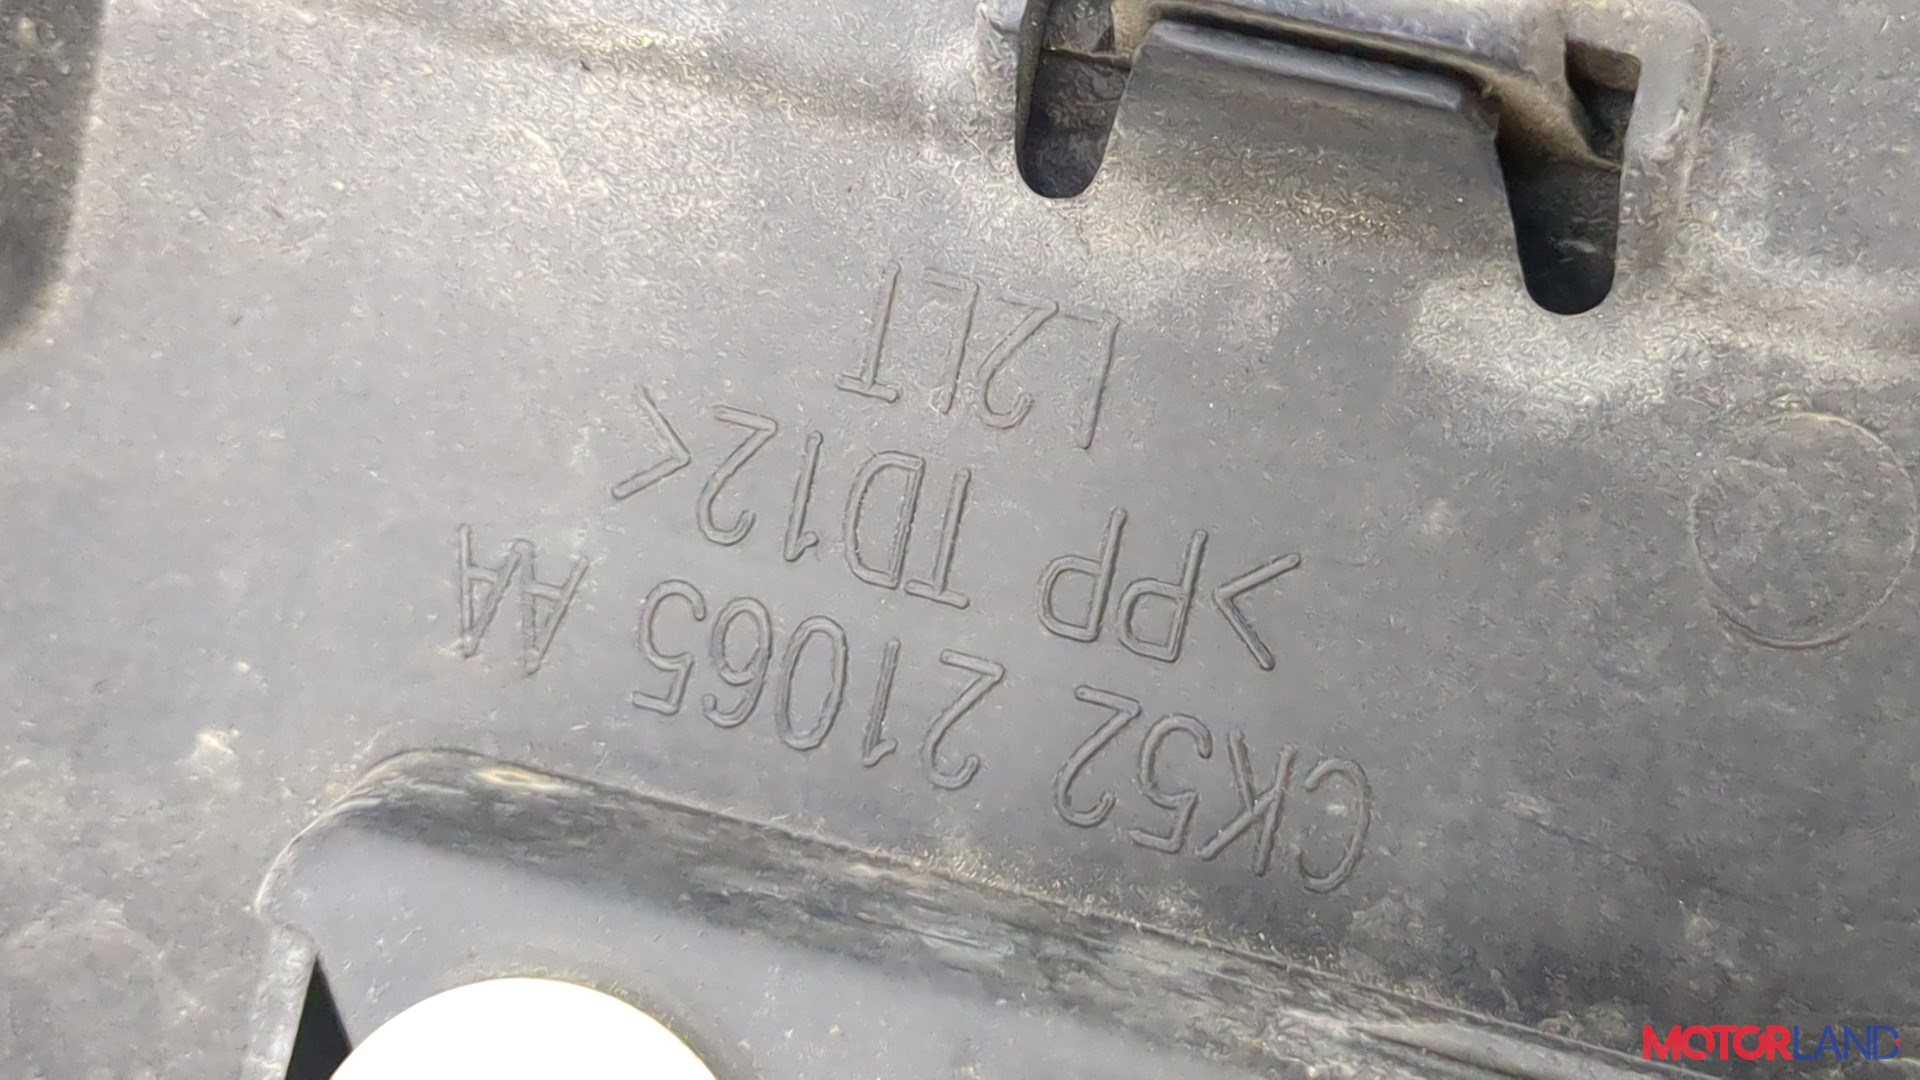 CK52 21065 AA
>PP TD12<
L2LT
MOTORLAND